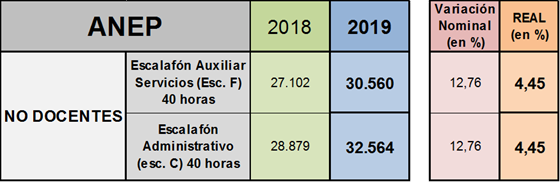 ANEP 2018 2019 Variación Nominal (en %) REAL (en %)
NO DOCENTES
Escalafón Auxiliar
Servicios (Esc. F) 27.102 30.560 12,76 4,45
40 horas
Escalafón
Administrativo 28.879 32.564 12,76 4,45
(esc. C) 40 horas